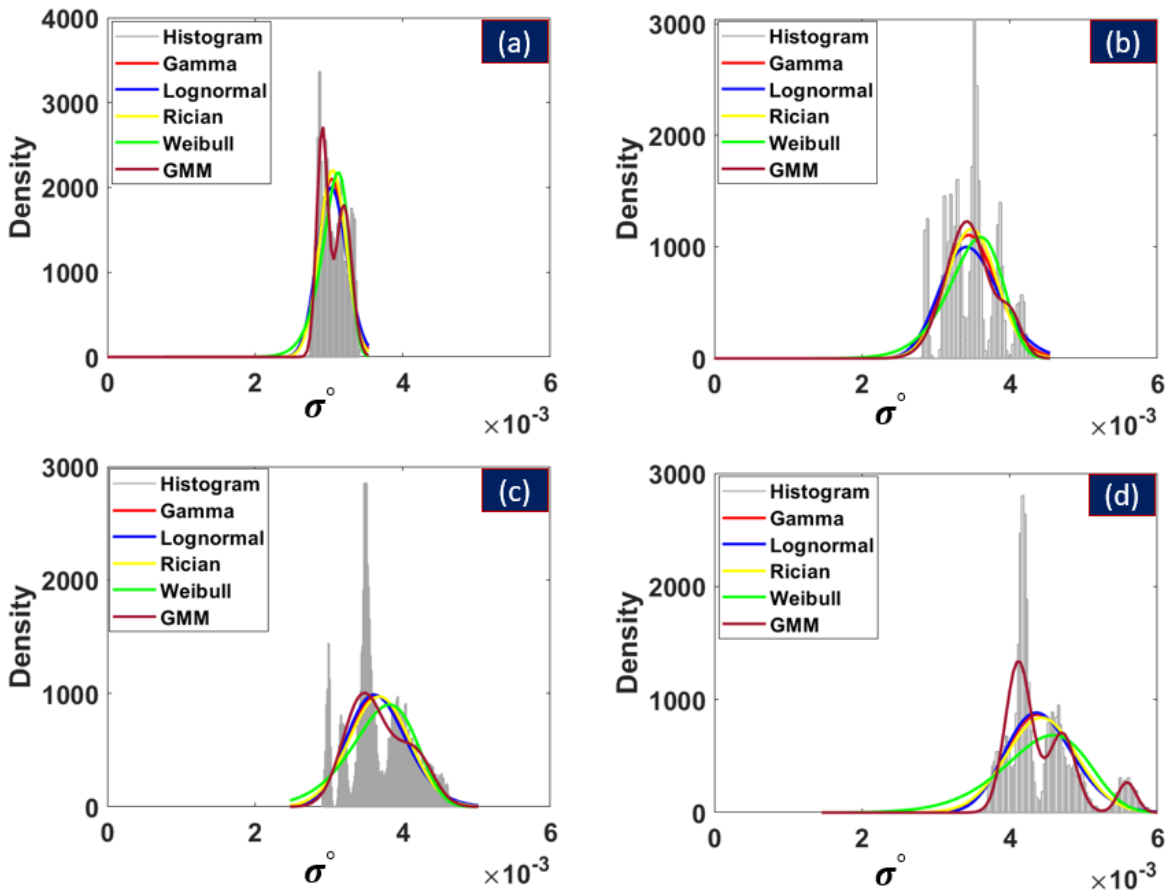 (a)
Histogram
Gamma
Lognormal
Rician
Weibull
GMM
Density
4000
3000
2000
1000
0
0 2 4 6
σ°
×10⁻³
(b)
Histogram
Gamma
Lognormal
Rician
Weibull
GMM
Density
3000
2000
1000
0
0 2 4 6
σ°
×10⁻³
(c)
Histogram
Gamma
Lognormal
Rician
Weibull
GMM
Density
3000
2000
1000
0
0 2 4 6
σ°
×10⁻³
(d)
Histogram
Gamma
Lognormal
Rician
Weibull
GMM
Density
3000
2000
1000
0
0 2 4 6
σ°
×10⁻³